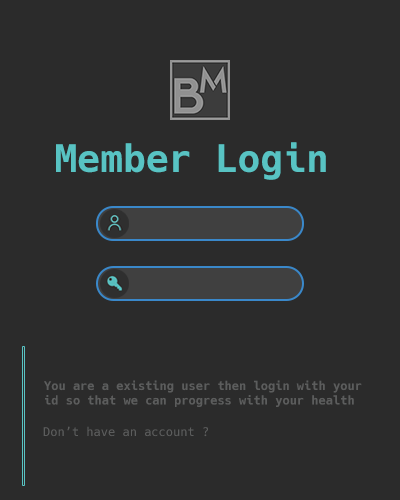 BM
Member Login
You are a existing user then login with your
id so that we can progress with your health
Don’t have an account ?